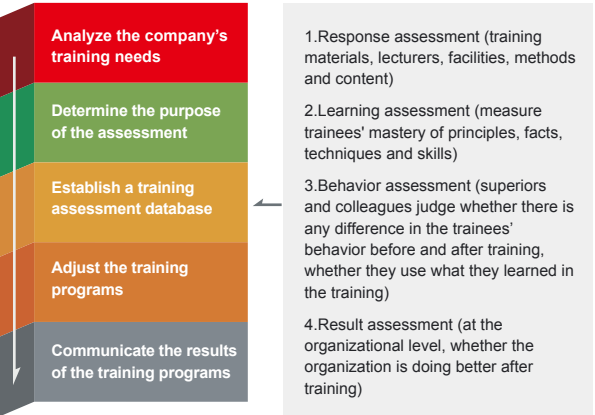 Analyze the company's
training needs
Determine the purpose
of the assessment
Establish a training
assessment database
Adjust the training
programs
Communicate the results
of the training programs
1.Response assessment (training
materials, lecturers, facilities, methods
and content)
2.Learning assessment (measure
trainees' mastery of principles, facts,
techniques and skills)
3.Behavior assessment (superiors
and colleagues judge whether there is
any difference in the trainees’
behavior before and after training,
whether they use what they learned in
the training)
4.Result assessment (at the
organizational level, whether the
organization is doing better after
training)